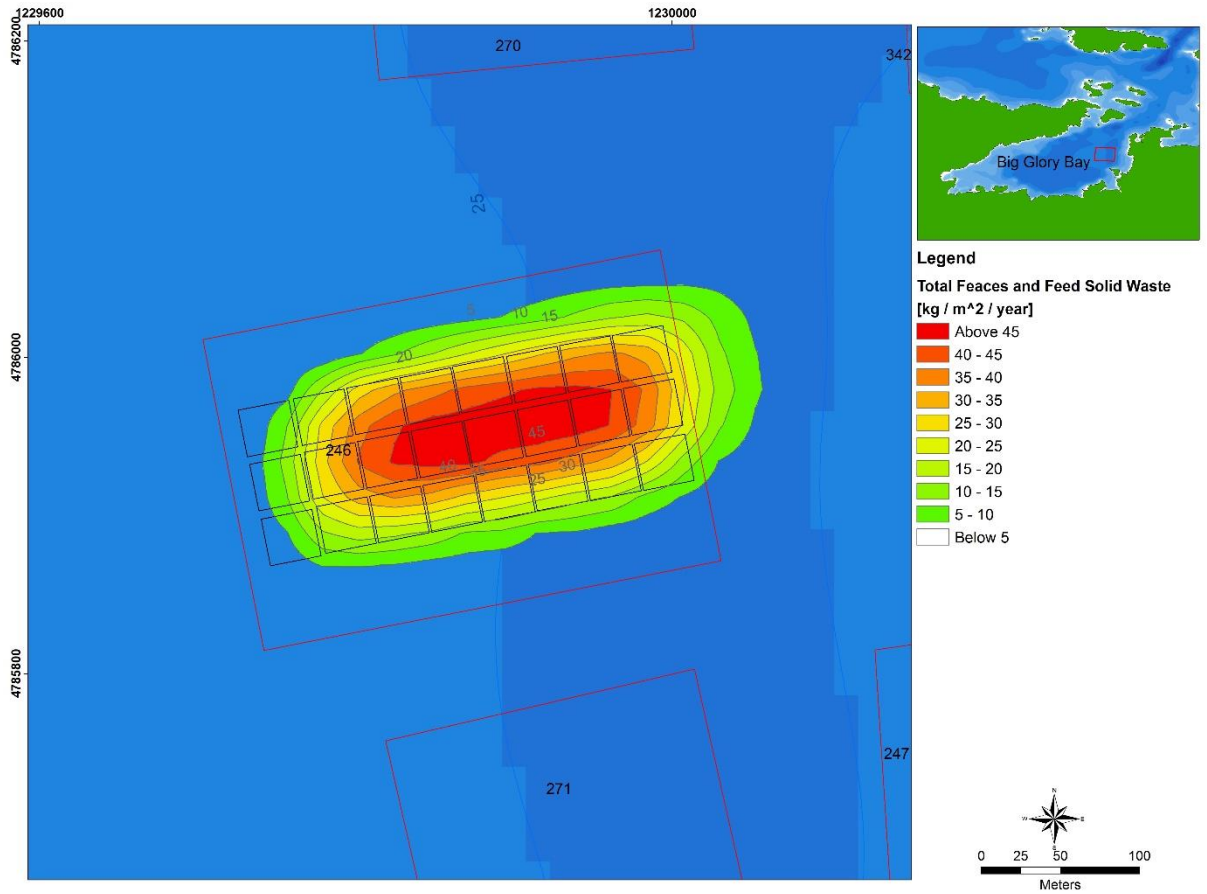 1229600
1230000
4786200
4786000
4785800
270
342
25
5
10
15
20
246
45
40
35
30
25
271
247
Big Glory Bay
Legend
Total Feaces and Feed Solid Waste
[kg / m^2 / year]
Above 45
40 - 45
35 - 40
30 - 35
25 - 30
20 - 25
15 - 20
10 - 15
5 - 10
Below 5
N
W
E
S
0 25 50 100
Meters